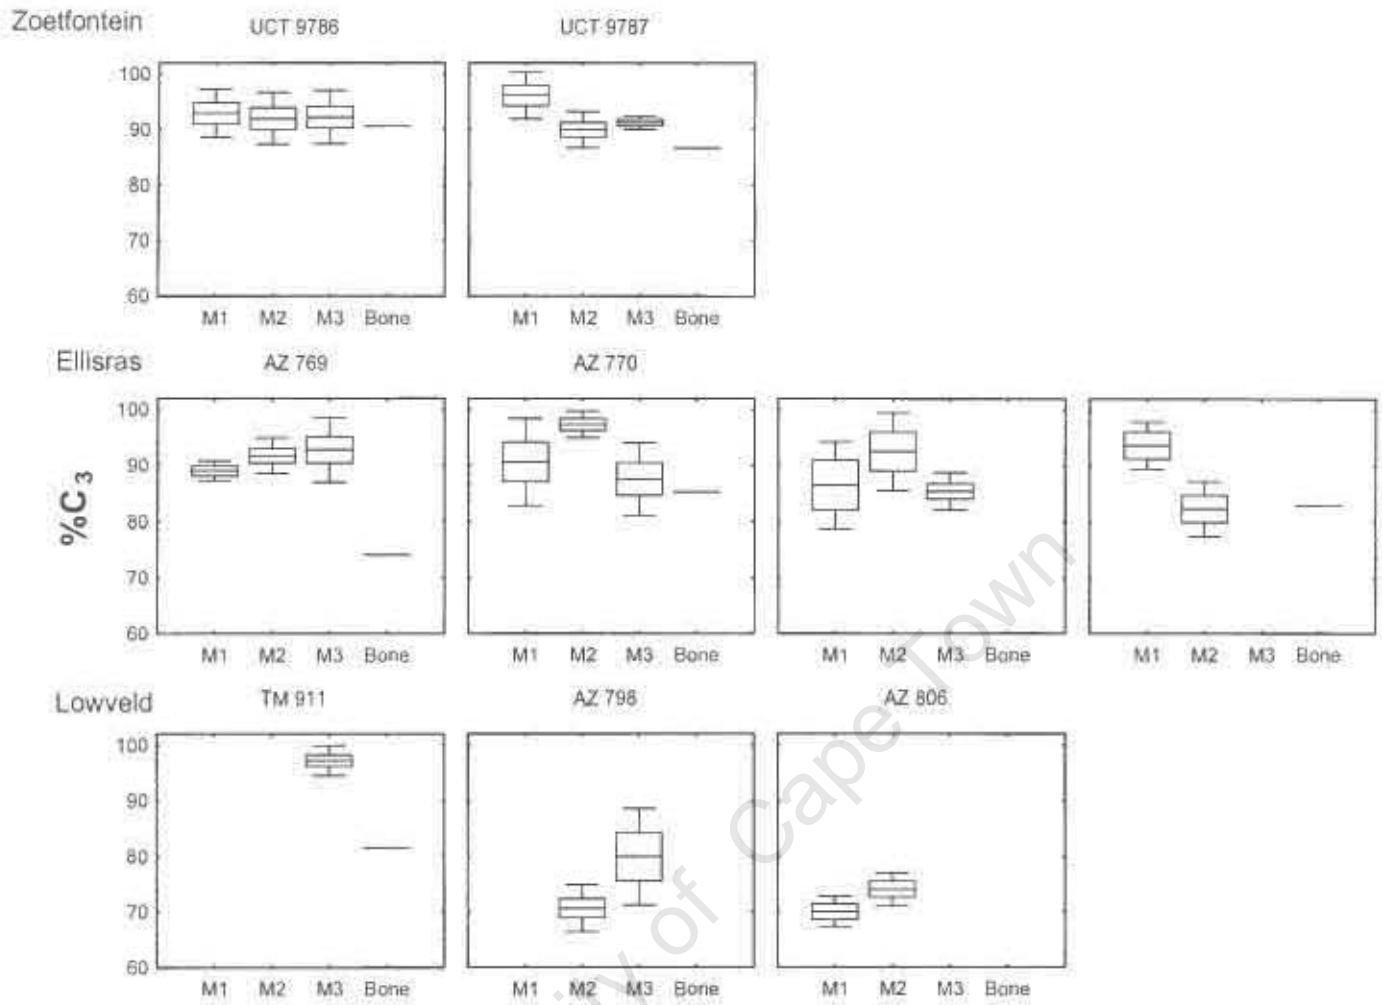 Zoetfontein
UCT 9786 UCT 9787
100
90
80
70
60
M1 M2 M3 Bone M1 M2 M3 Bone
Ellisras
AZ 769 AZ 770
100
90
80
70
60
%C₃
M1 M2 M3 Bone M1 M2 M3 Bone M1 M2 M3 Bone M1 M2 M3 Bone
Lowveld
TM 911 AZ 798 AZ 806
100
90
80
70
60
M1 M2 M3 Bone M1 M2 M3 Bone M1 M2 M3 Bone
ity of Cape Town